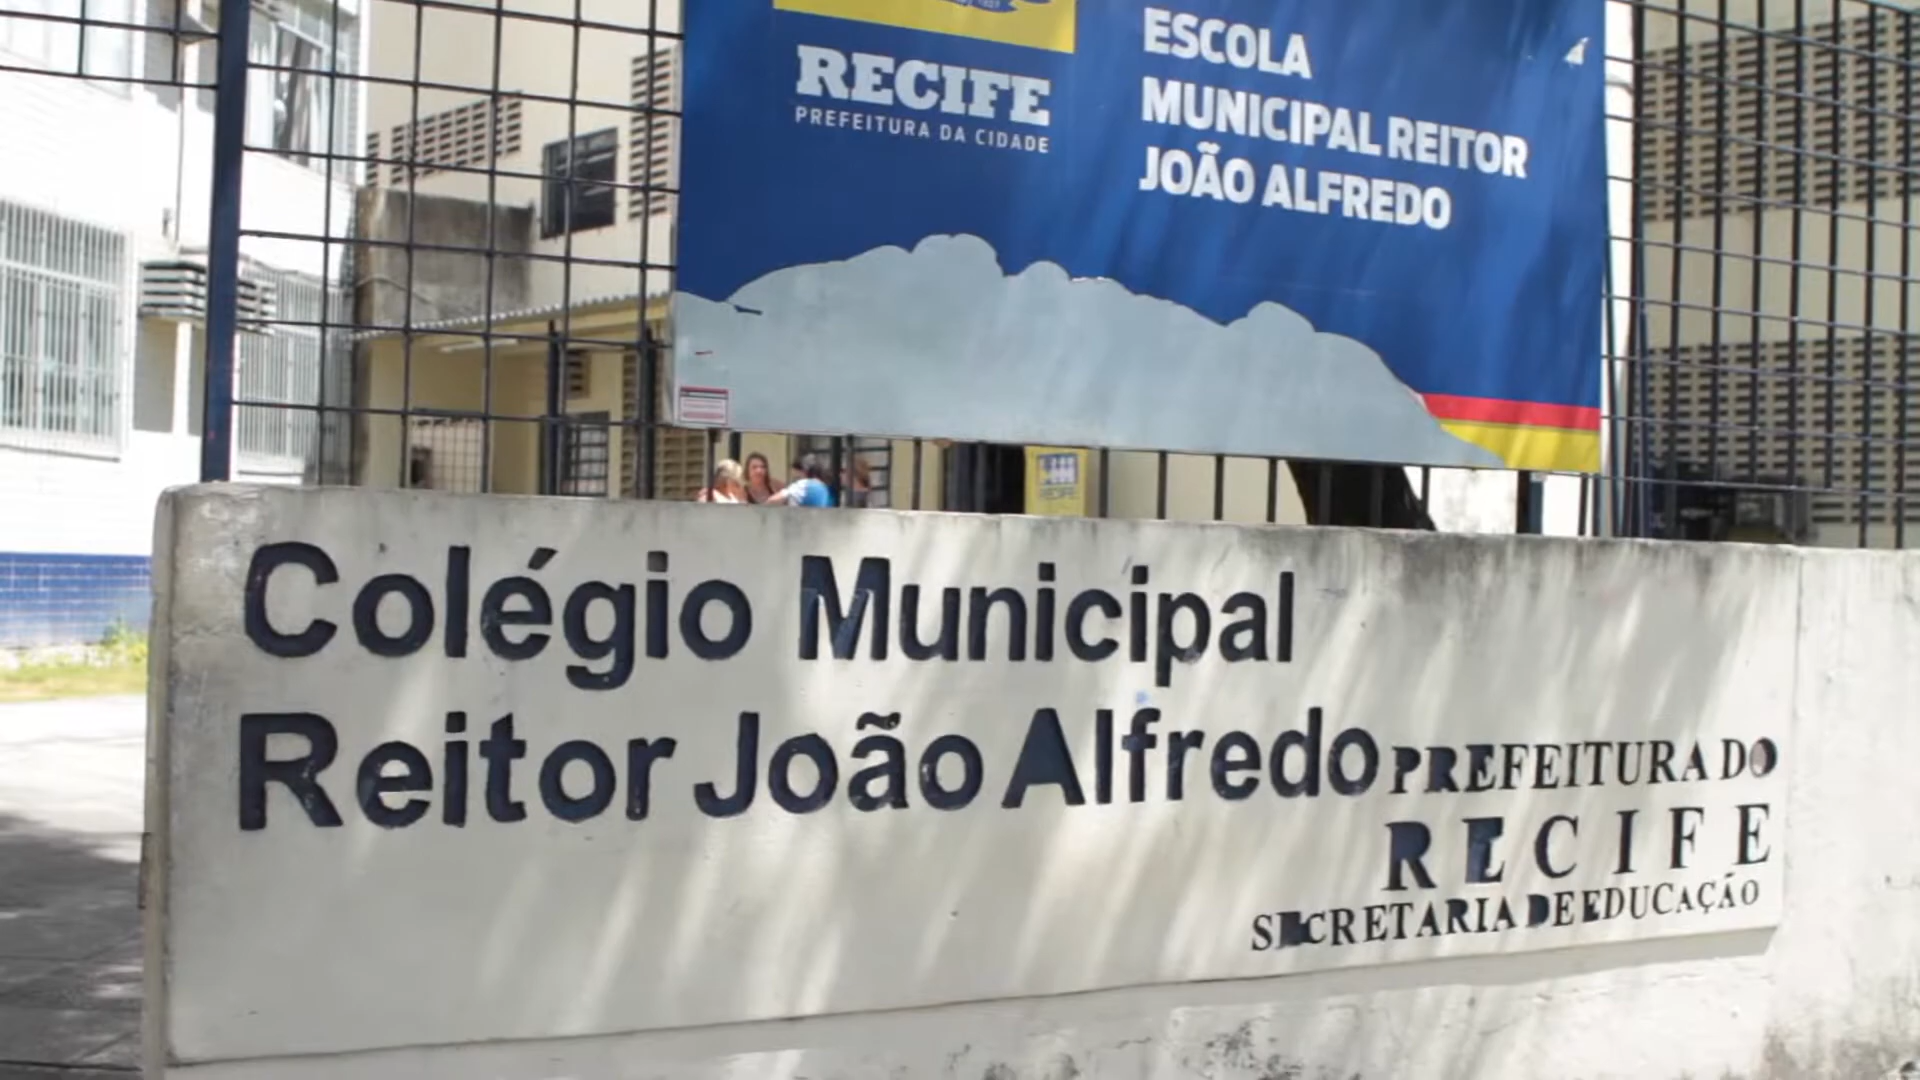 RECIFE
PREFEITURA DA CIDADE
ESCOLA
MUNICIPAL REITOR
JOÃO ALFREDO
RECIFE
Colégio Municipal
Reitor João Alfredo
PREFEITURA DO
RECIFE
SECRETARIA DE EDUCAÇÃO